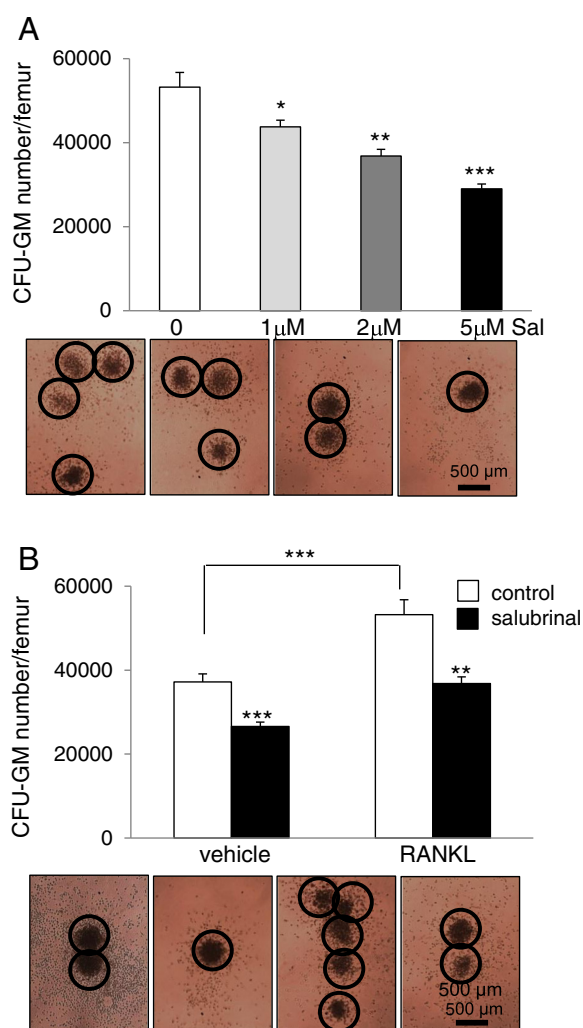 A
60000
40000
20000
0
CFU-GM number/femur
*
**
***
0 1μM 2μM 5μM Sal
500 μm
B
***
60000
40000
20000
0
CFU-GM number/femur
control
salubrinal
***
**
vehicle RANKL
500 μm
500 μm